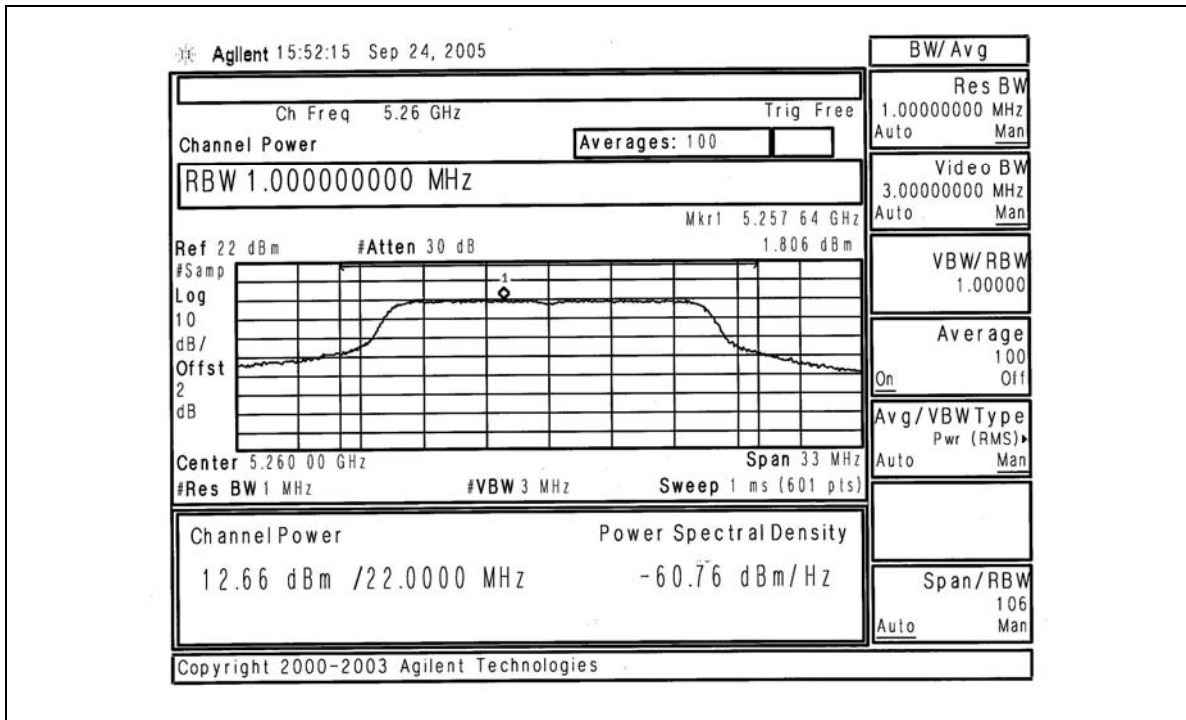 Agilent 15:52:15 Sep 24, 2005
BW/Avg
Ch Freq 5.26 GHz
Trig Free
Channel Power
Averages: 100
RBW 1.000000000 MHz
Mkr1 5.257 64 GHz
Ref 22 dBm
#Atten 30 dB
1.806 dBm
#Samp
Log
10
dB/
Offst
2
dB
1
Center 5.260 00 GHz
Span 33 MHz
#Res BW 1 MHz
#VBW 3 MHz
Sweep 1 ms (601 pts)
Channel Power
Power Spectral Density
12.66 dBm /22.0000 MHz
-60.76 dBm/Hz
Res BW
1.00000000 MHz
Auto Man
Video BW
3.00000000 MHz
Auto Man
VBW/RBW
1.00000
Average
100
On Off
Avg/VBW Type
Pwr (RMS)▸
Auto Man
Span/RBW
106
Auto Man
Copyright 2000-2003 Agilent Technologies